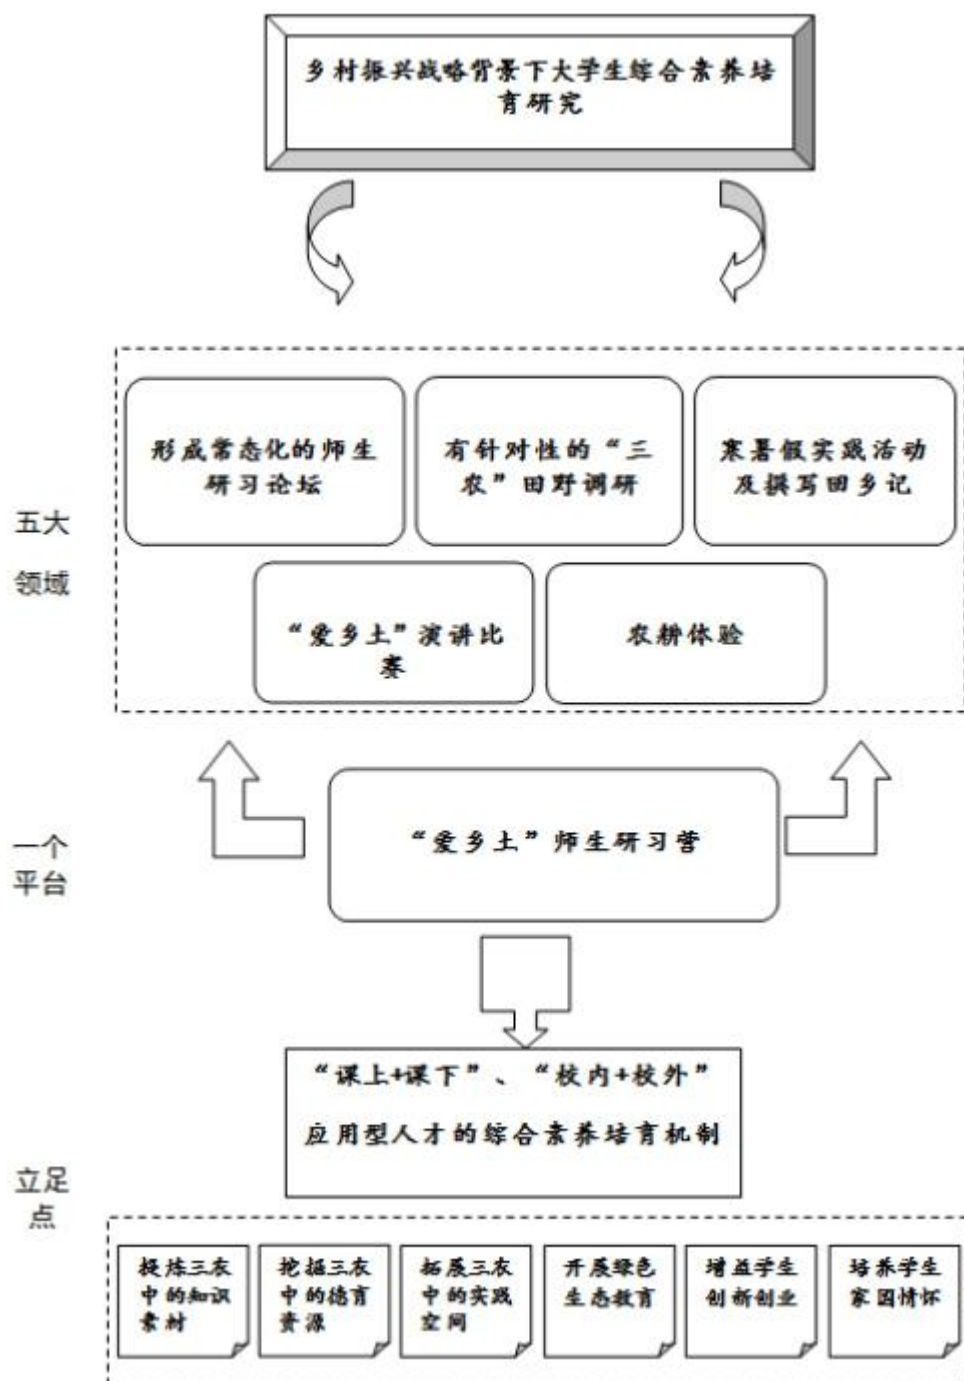 乡村振兴战略背景下大学生综合素养培
育研究
形成常态化的师生
研习论坛
有针对性的“三
农”田野调研
寒暑假实践活动
及撰写回乡记
五大
领域
“爱乡土”演讲比
赛
农耕体验
“爱乡土”师生研习营
一个
平台
“课上+课下”、“校内+校外”
应用型人才的综合素养培育机制
立足
点
提炼三农
中的知识
素材
挖掘三农
中的德育
资源
拓展三农
中的实践
空间
开展绿色
生态教育
增益学生
创新创业
培养学生
家国情怀